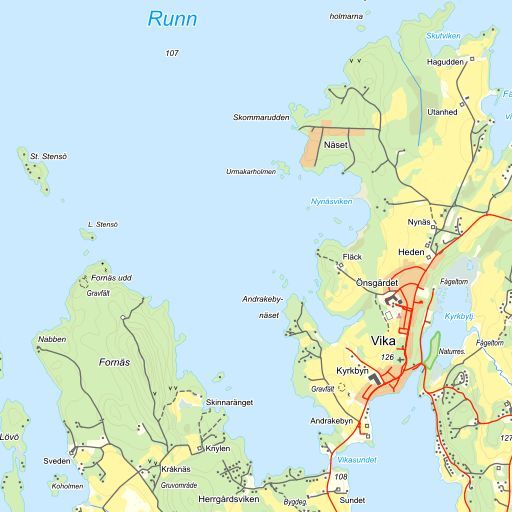 Runn
holmarna
Skutviken
107
Hagudden
Utanhed
Skommarudden
Näset
St. Stensö
Urmakarholmen
Nynäsviken
Nynäs
L. Stensö
Heden
Fläck
Fornäs udd
Gravfält
Önsgärdet
Fågeltorn
Andrakeby-
näset
Kyrkbytj.
Nabben
Vika
Fågeltorn
126
Naturres.
Fornäs
Kyrkbyn
Gravfält
Skinnaränget
Andrakebyn
Lövö
127
Knylen
Sveden
Vikasundet
Kråknäs
Koholmen
Gruvområde
108
Herrgårdsviken
Bygdeg.
Sundet